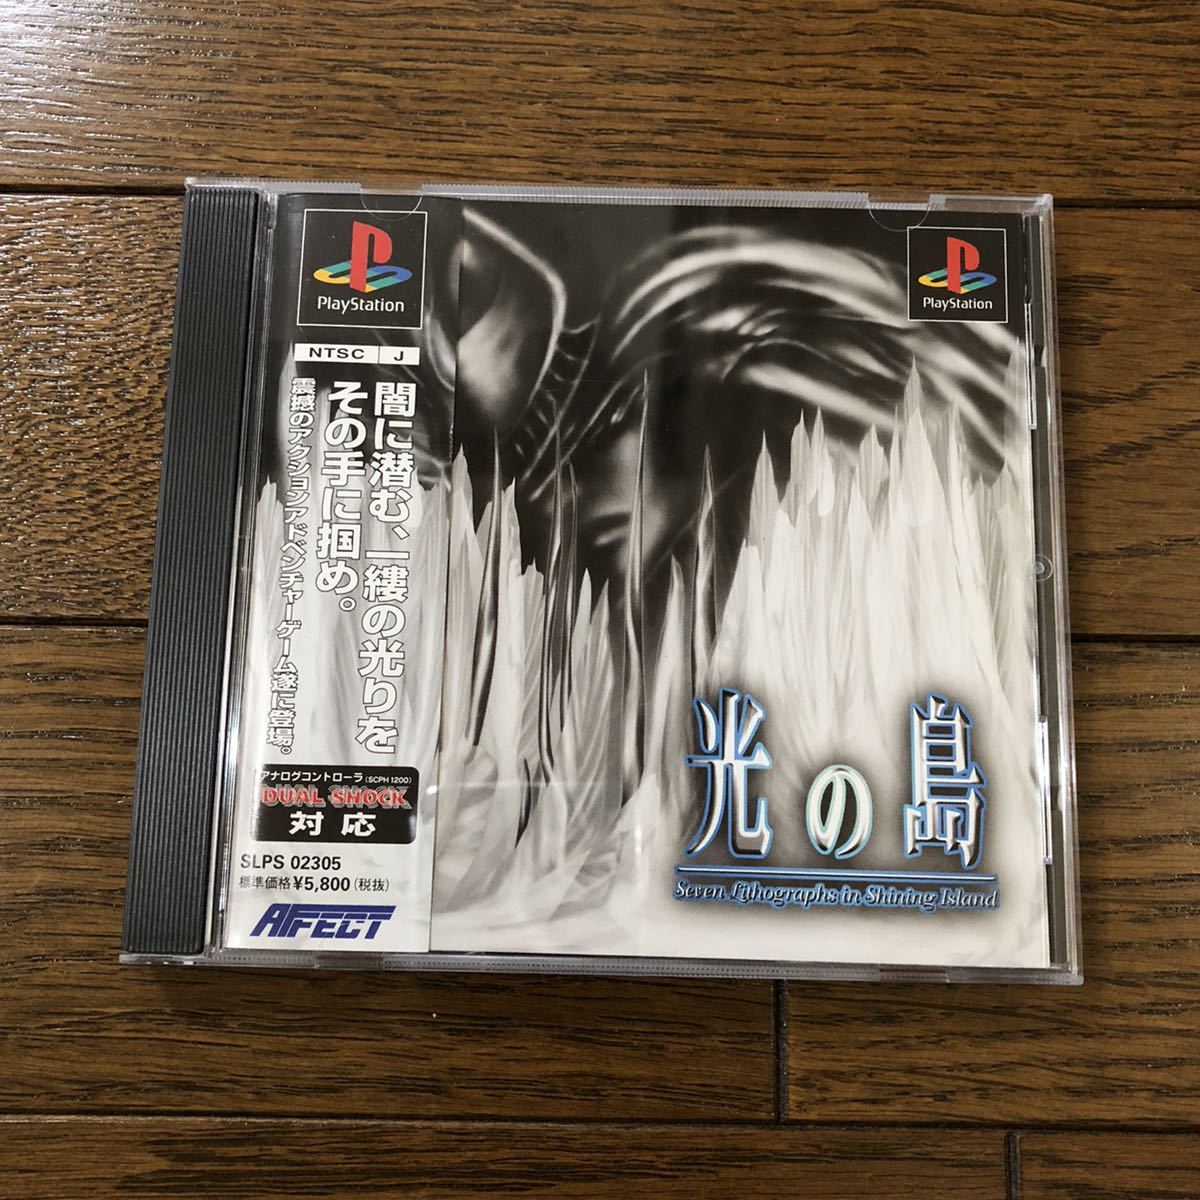 PlayStation
NTSC J
闇に潜む、一縷の光りを
その手に掴め。
震撼のアクションアドベンチャーゲーム遂に登場。
アナログコントローラ(SCPH 1200)
DUAL SHOCK
対応
SLPS 02305
標準価格¥5,800(税抜)
AFFECT
PlayStation
光の島
Seven Lithographs in Shining Island